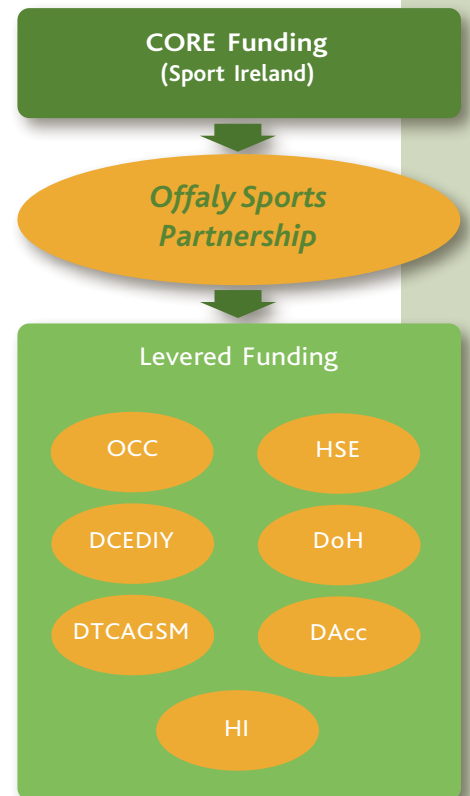 CORE Funding
(Sport Ireland)
Offaly Sports
Partnership
Levered Funding
OCC
HSE
DCEDIY
DoH
DTCAGSM
DAcc
HI